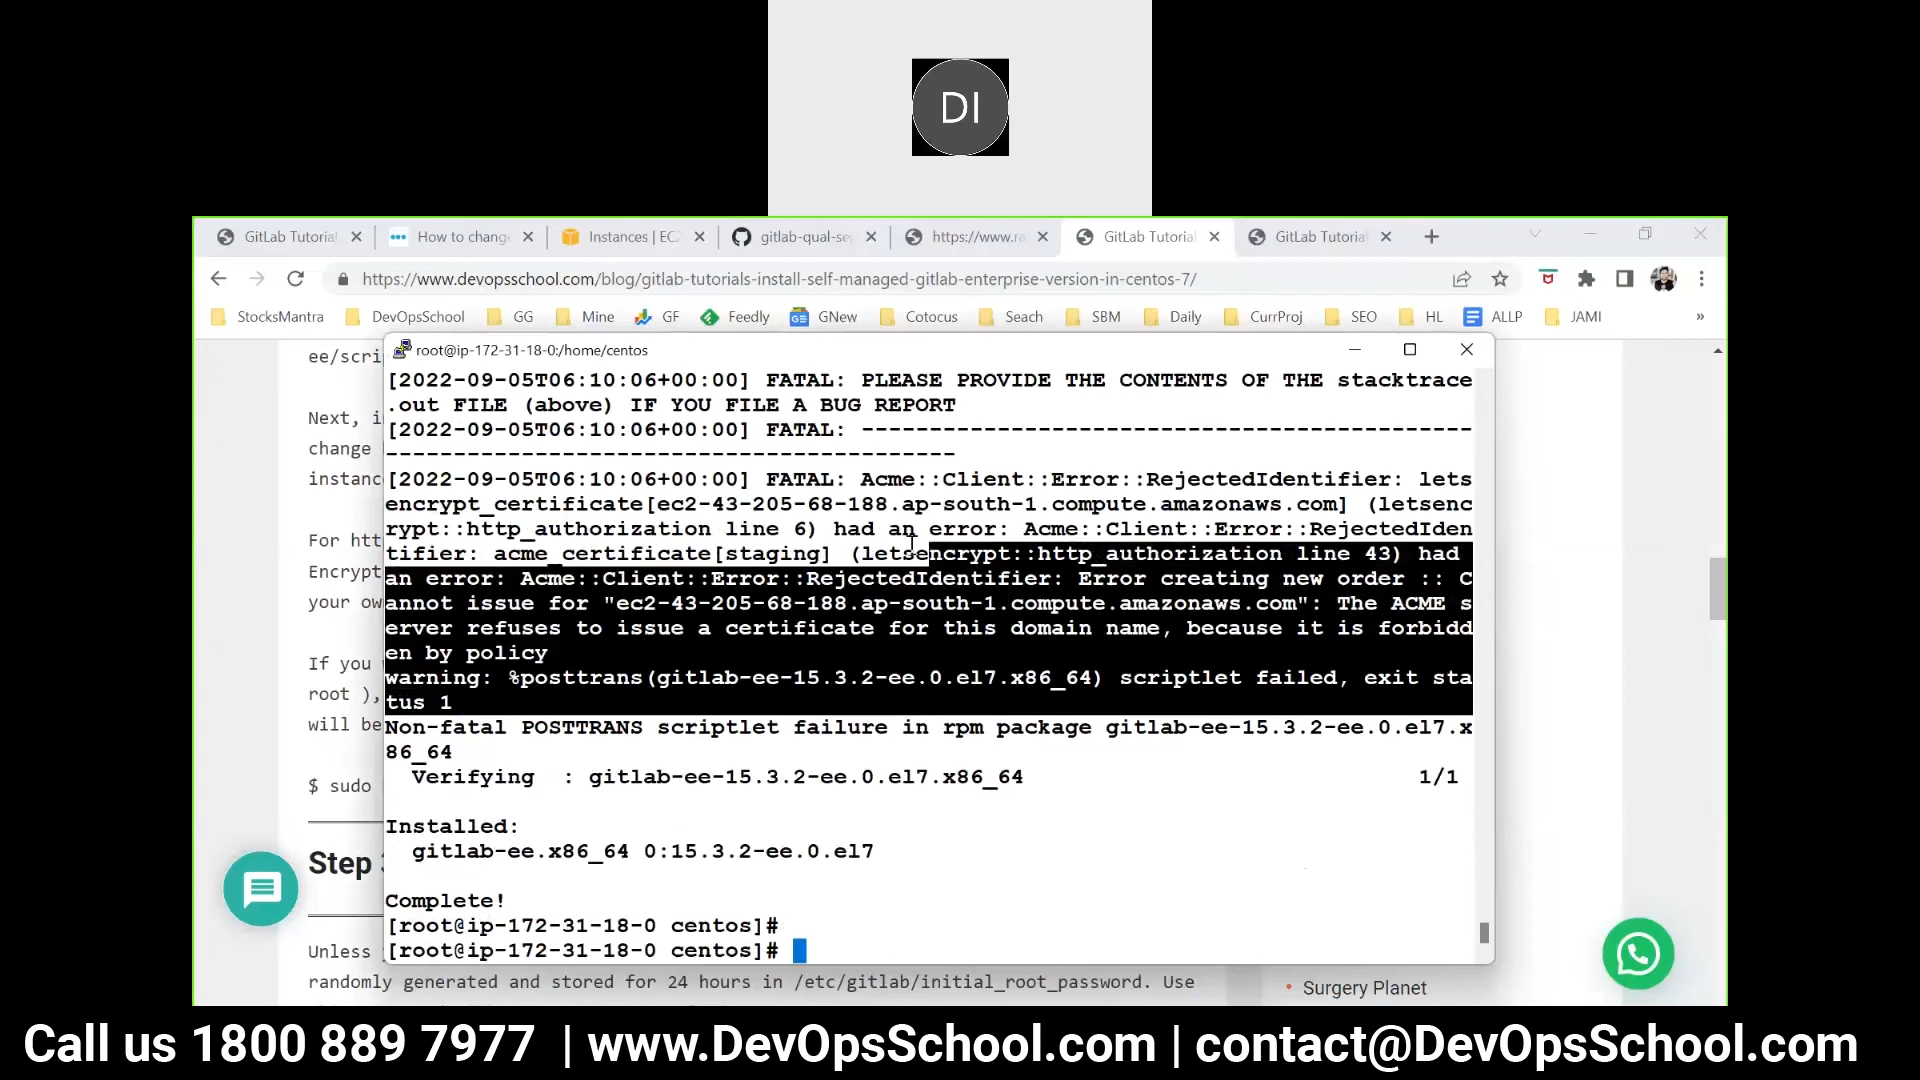 DI
GitLab Tutorial
How to change
Instances | EC2
gitlab-qual-se
https://www.ra
GitLab Tutorial
GitLab Tutorial
https://www.devopsschool.com/blog/gitlab-tutorials-install-self-managed-gitlab-enterprise-version-in-centos-7/
StocksMantra
DevOpsSchool
GG
Mine
GF
Feedly
GNew
Cotocus
Seach
SBM
Daily
CurrProj
SEO
HL
ALLP
JAMI
»
ee/scri
Next, i
change
instanc
For htt
Encrypt
your ow
If you
root ),
will be
$ sudo
Step 3
root@ip-172-31-18-0:/home/centos
[2022-09-05T06:10:06+00:00] FATAL: PLEASE PROVIDE THE CONTENTS OF THE stacktrace
.out FILE (above) IF YOU FILE A BUG REPORT
[2022-09-05T06:10:06+00:00] FATAL: ---------------------------------------------
------------------------------------------
[2022-09-05T06:10:06+00:00] FATAL: Acme::Client::Error::RejectedIdentifier: lets
encrypt_certificate[ec2-43-205-68-188.ap-south-1.compute.amazonaws.com] (letsenc
rypt::http_authorization line 6) had an error: Acme::Client::Error::RejectedIden
tifier: acme_certificate[staging] (letsencrypt::http_authorization line 43) had
an error: Acme::Client::Error::RejectedIdentifier: Error creating new order :: C
annot issue for "ec2-43-205-68-188.ap-south-1.compute.amazonaws.com": The ACME s
erver refuses to issue a certificate for this domain name, because it is forbidd
en by policy
warning: %posttrans(gitlab-ee-15.3.2-ee.0.el7.x86_64) scriptlet failed, exit sta
tus 1
Non-fatal POSTTRANS scriptlet failure in rpm package gitlab-ee-15.3.2-ee.0.el7.x
86_64
Verifying : gitlab-ee-15.3.2-ee.0.el7.x86_64 1/1
Installed:
gitlab-ee.x86_64 0:15.3.2-ee.0.el7
Complete!
[root@ip-172-31-18-0 centos]#
[root@ip-172-31-18-0 centos]#
Unless
randomly generated and stored for 24 hours in /etc/gitlab/initial_root_password. Use
• Surgery Planet
Call us 1800 889 7977 | www.DevOpsSchool.com | contact@DevOpsSchool.com